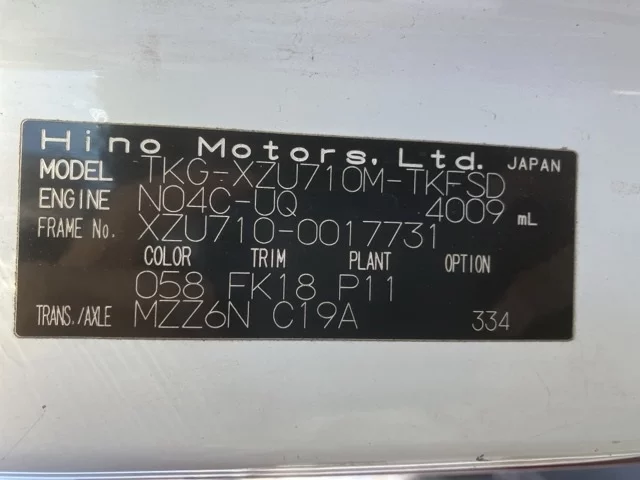 Hino Motors, Ltd. JAPAN
MODEL TKG-XZU710M-TKFSD
ENGINE N04C-UQ 4009 mL
FRAME No. XZU710-0017731
COLOR TRIM PLANT OPTION
058 FK18 P11
TRANS./AXLE MZZ6N C19A 334